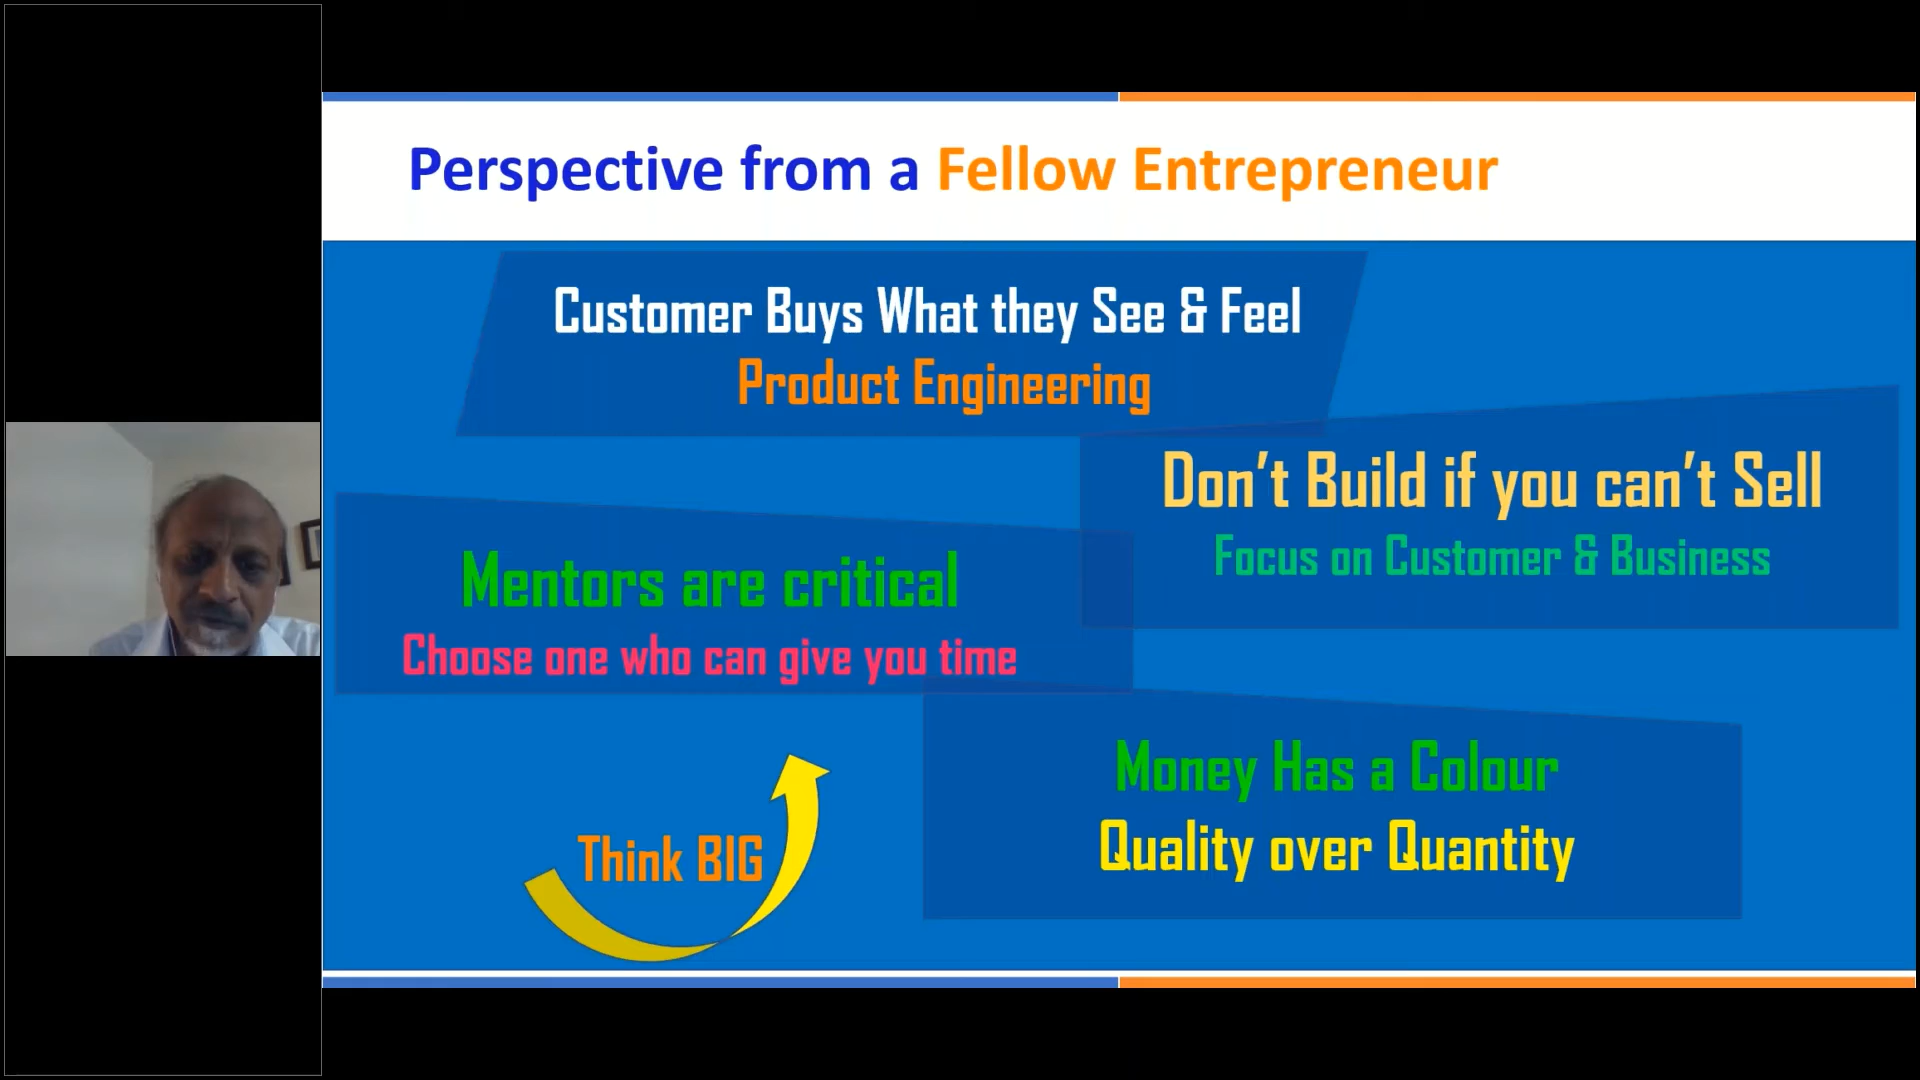 Perspective from a Fellow Entrepreneur
Customer Buys What they See & Feel
Product Engineering
Don't Build if you can't Sell
Focus on Customer & Business
Mentors are critical
Choose one who can give you time
Money Has a Colour
Quality over Quantity
Think BIG